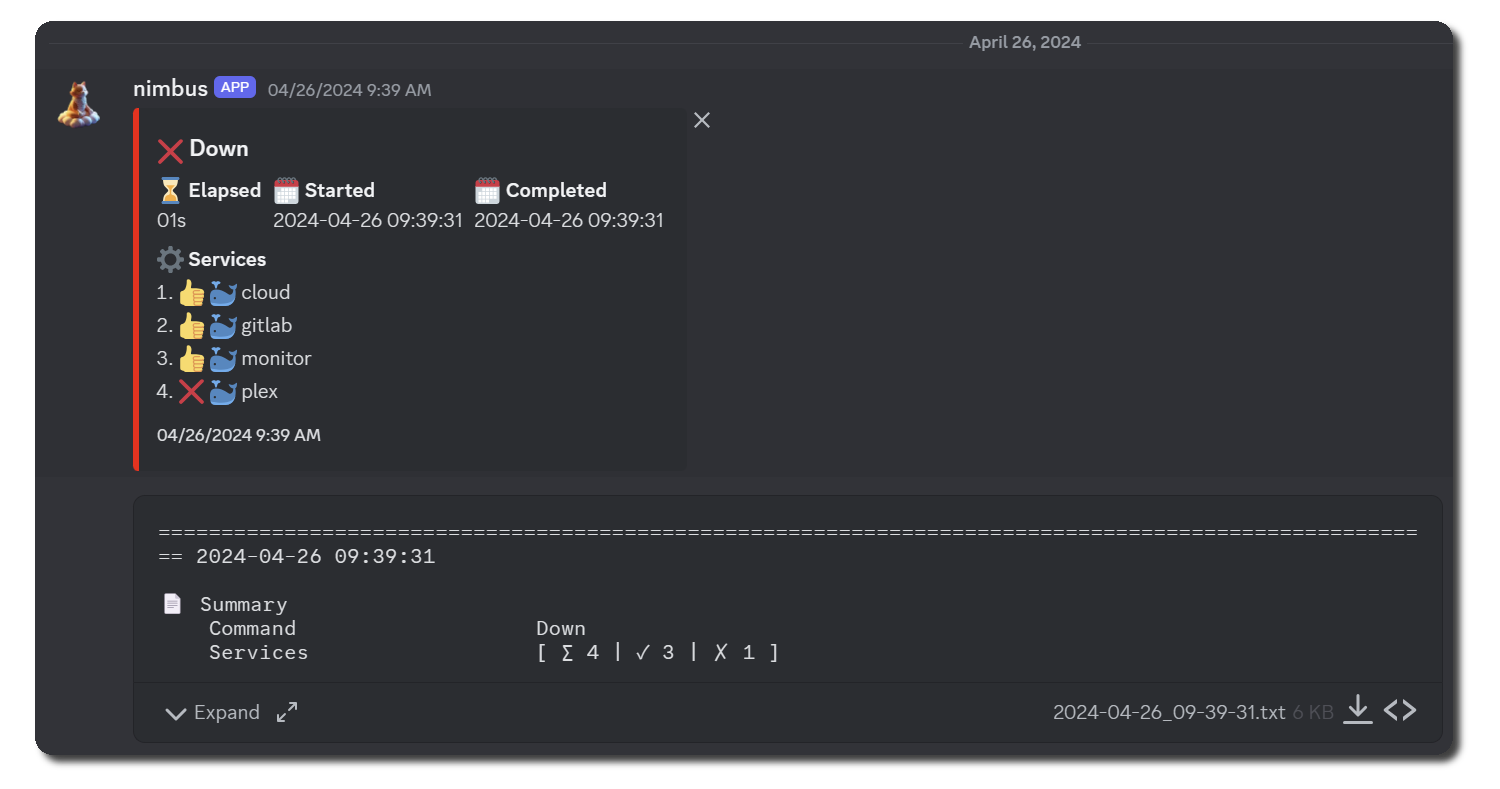 April 26, 2024
nimbus APP 04/26/2024 9:39 AM
❌ Down
⏳ Elapsed 🗓️ Started 🗓️ Completed
01s 2024-04-26 09:39:31 2024-04-26 09:39:31
⚙️ Services
1. 👍 🐳 cloud
2. 👍 🐳 gitlab
3. 👍 🐳 monitor
4. ❌ 🐳 plex
04/26/2024 9:39 AM
====================================================================================================
== 2024-04-26 09:39:31
📄 Summary
Command Down
Services [ Σ 4 | ✓ 3 | ✗ 1 ]
Expand 2024-04-26_09-39-31.txt 6 KB